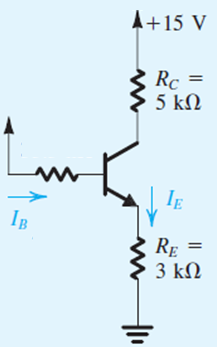 +15 V
R_C =
5 kΩ
I_E
I_B
R_E =
3 kΩ